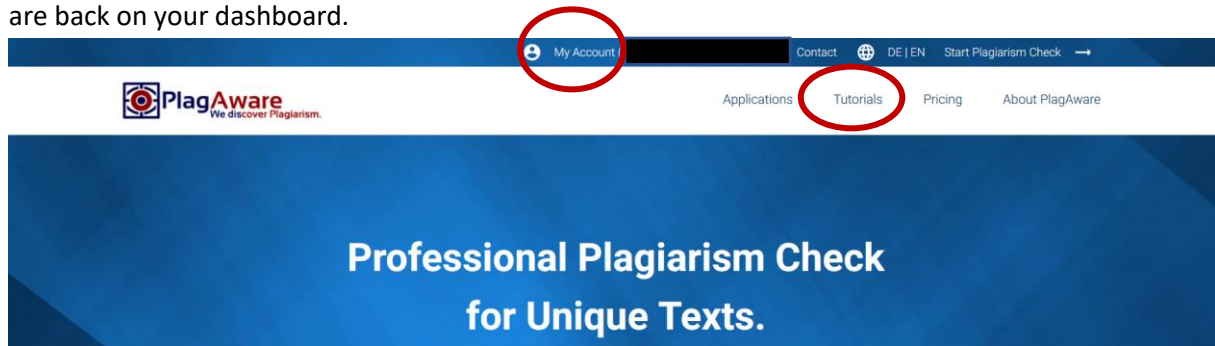 are back on your dashboard.
My Account ( Contact DE | EN Start Plagiarism Check →
PlagAware
We discover Plagiarism.
Applications Tutorials Pricing About PlagAware
Professional Plagiarism Check
for Unique Texts.